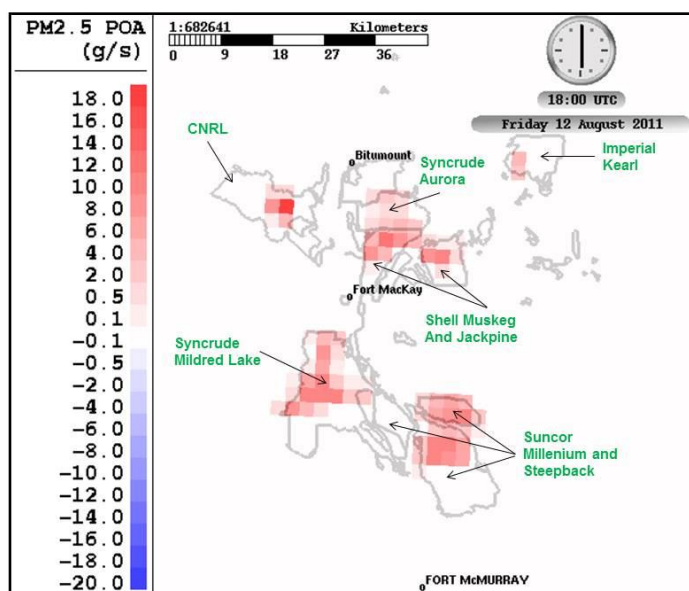 PM2.5 POA
(g/s)
18.0
16.0
14.0
12.0
10.0
8.0
6.0
4.0
2.0
0.5
0.1
-0.1
-0.5
-2.0
-4.0
-6.0
-8.0
-10.0
-12.0
-14.0
-16.0
-18.0
-20.0
1:682641 Kilometers
0 9 18 27 36
18:00 UTC
Friday 12 August 2011
CNRL
Bitumount
Syncrude
Aurora
Imperial
Kearl
Fort MacKay
Shell Muskeg
And Jackpine
Syncrude
Mildred Lake
Suncor
Millenium and
Steepback
FORT McMURRAY